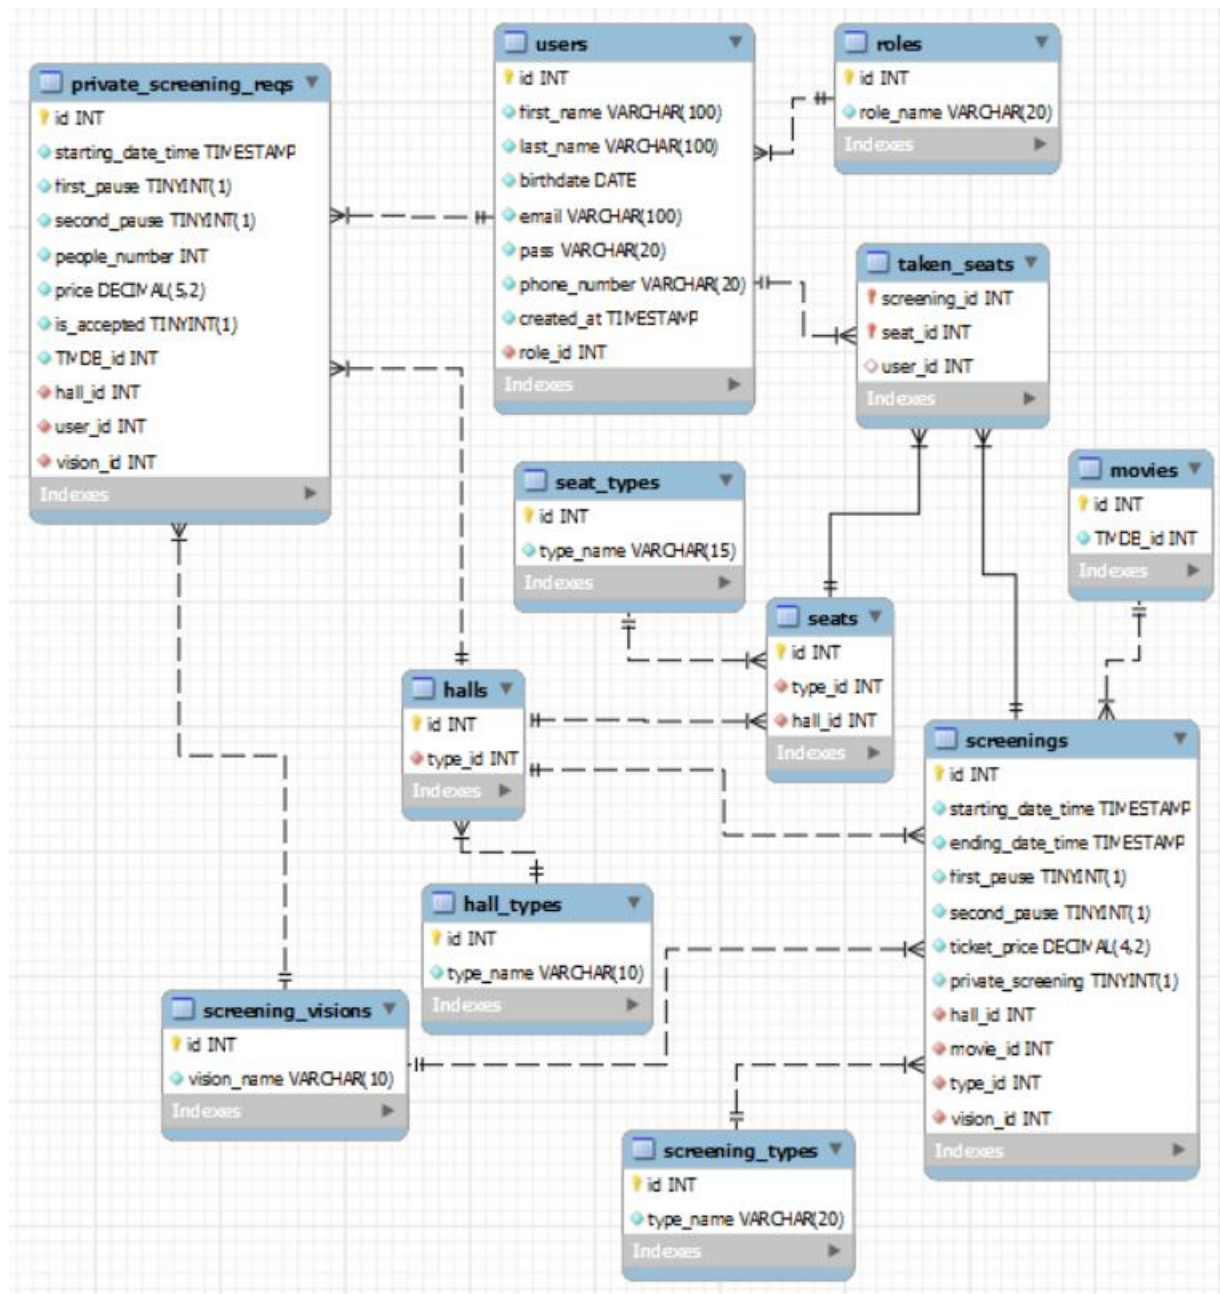 private_screening_reqs
id INT
starting_date_time TIMESTAMP
first_pause TINYINT(1)
second_pause TINYINT(1)
people_number INT
price DECIMAL(5,2)
is_accepted TINYINT(1)
TMDB_id INT
hall_id INT
user_id INT
vision_id INT
Indexes
users
id INT
first_name VARCHAR(100)
last_name VARCHAR(100)
birthdate DATE
email VARCHAR(100)
pass VARCHAR(20)
phone_number VARCHAR(20)
created_at TIMESTAMP
role_id INT
Indexes
roles
id INT
role_name VARCHAR(20)
Indexes
taken_seats
screening_id INT
seat_id INT
user_id INT
Indexes
movies
id INT
TMDB_id INT
Indexes
seat_types
id INT
type_name VARCHAR(15)
Indexes
seats
id INT
type_id INT
hall_id INT
Indexes
halls
id INT
type_id INT
Indexes
screenings
id INT
starting_date_time TIMESTAMP
ending_date_time TIMESTAMP
first_pause TINYINT(1)
second_pause TINYINT(1)
ticket_price DECIMAL(4,2)
private_screening TINYINT(1)
hall_id INT
movie_id INT
type_id INT
vision_id INT
Indexes
hall_types
id INT
type_name VARCHAR(10)
Indexes
screening_visions
id INT
vision_name VARCHAR(10)
Indexes
screening_types
id INT
type_name VARCHAR(20)
Indexes